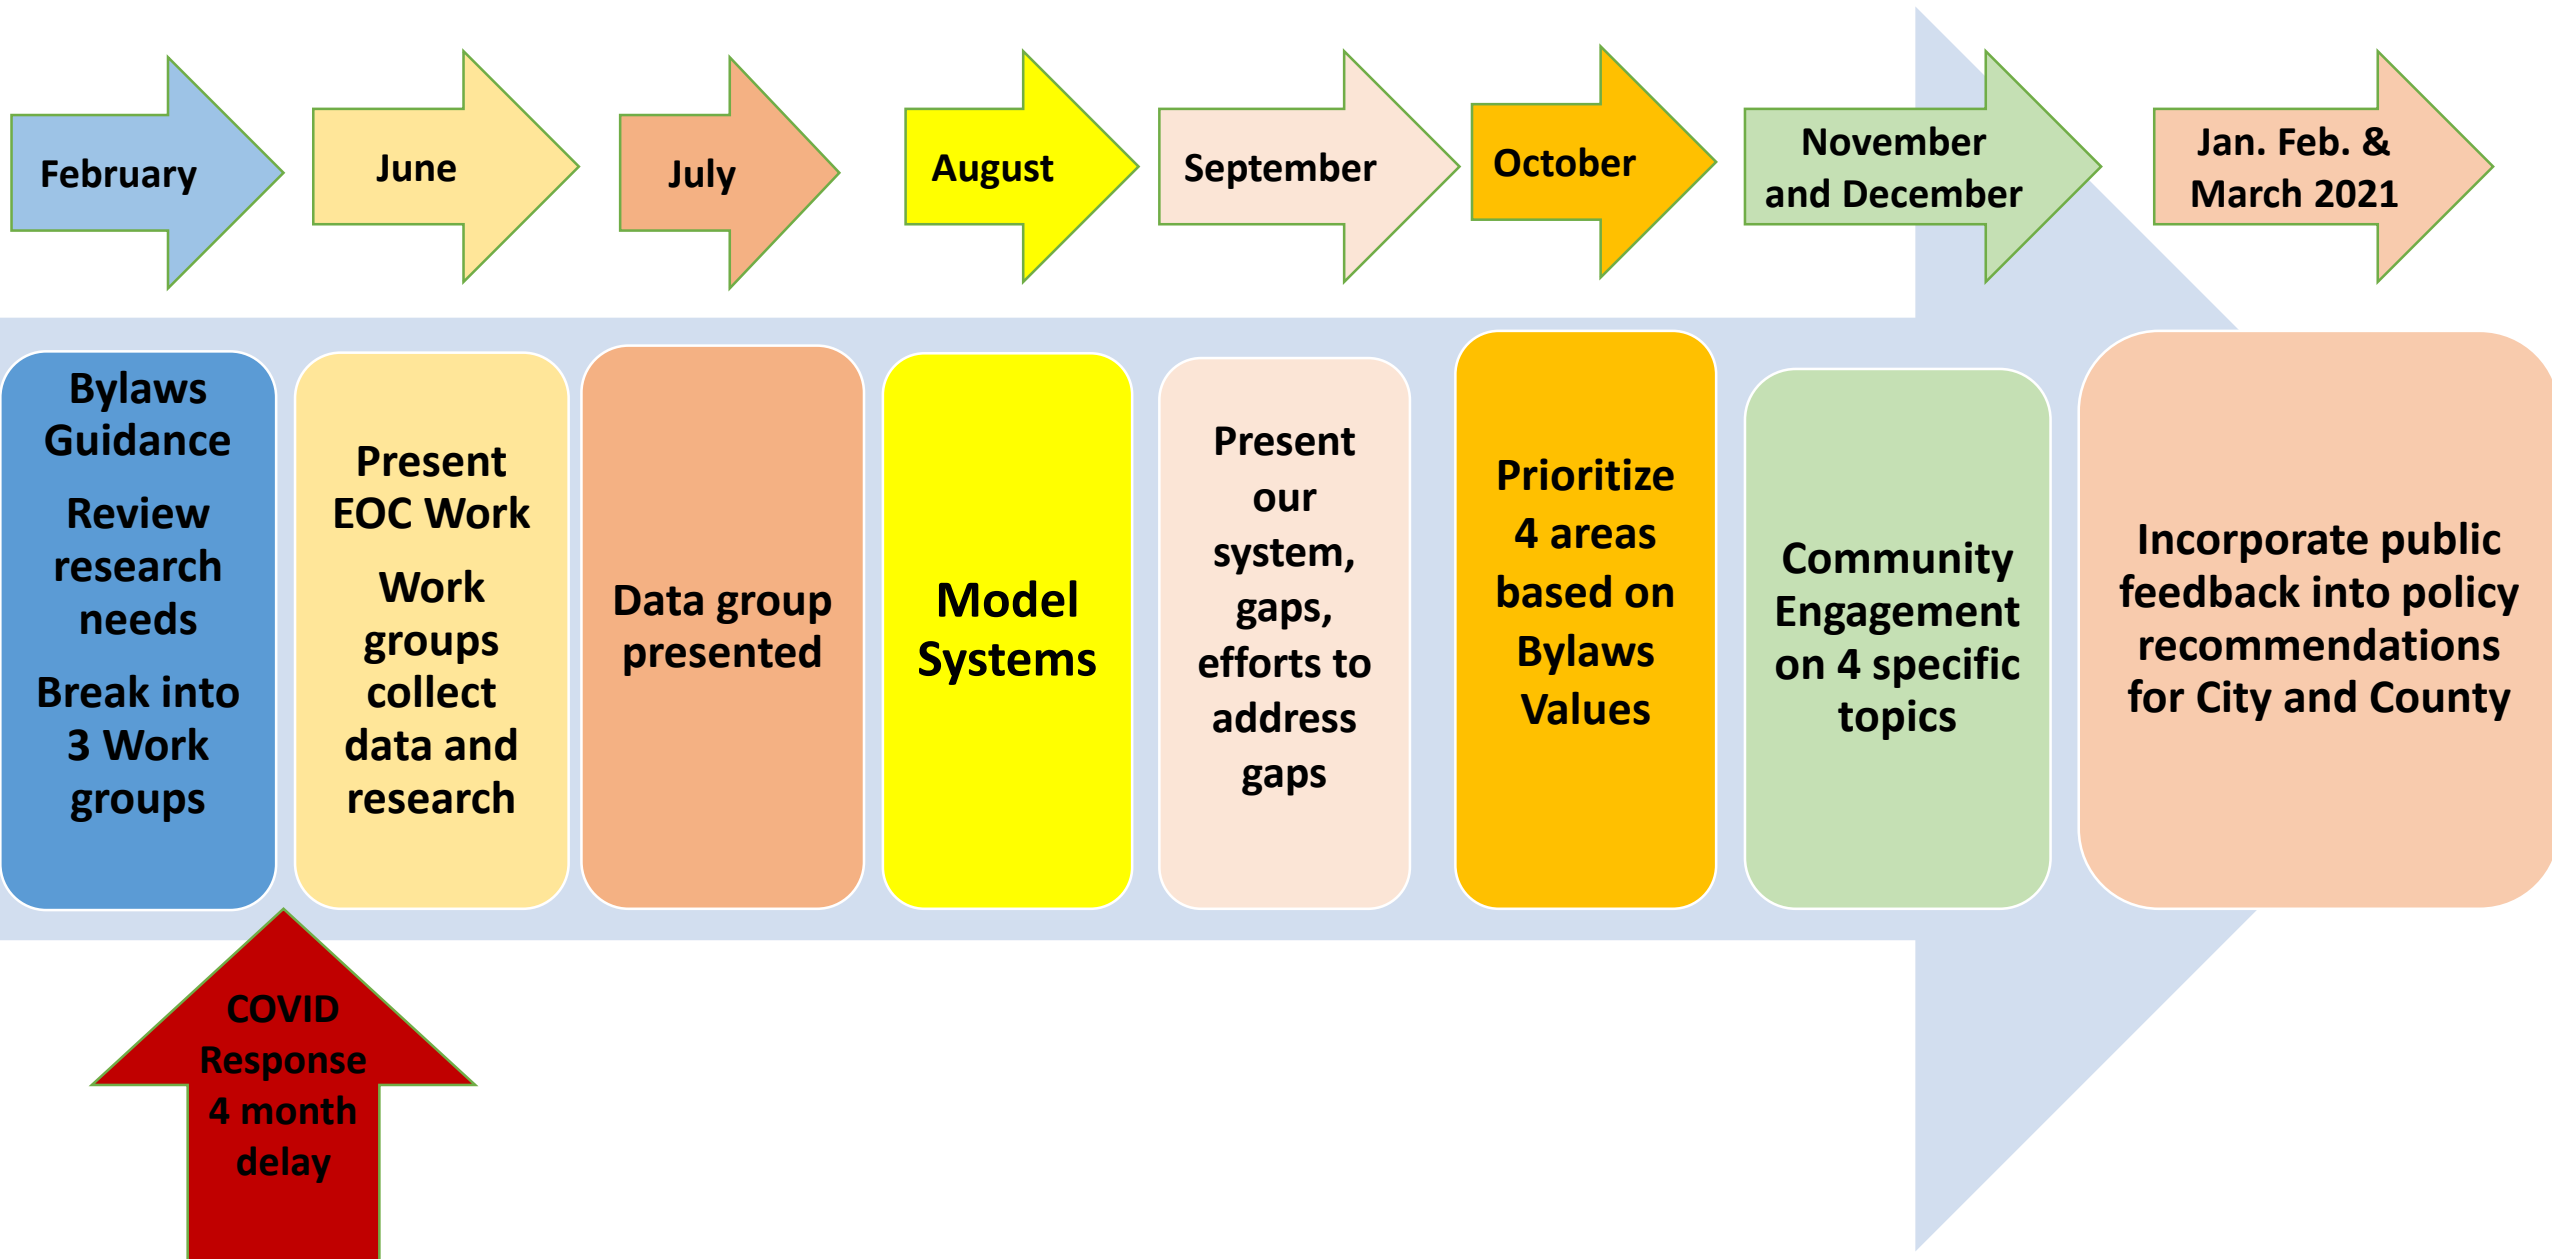 February
June
July
August
September
October
November
and December
Jan. Feb. &
March 2021
Bylaws
Guidance
Review
research
needs
Break into
3 Work
groups
Present
EOC Work
Work
groups
collect
data and
research
Data group
presented
Model
Systems
Present
our
system,
gaps,
efforts to
address
gaps
Prioritize
4 areas
based on
Bylaws
Values
Community
Engagement
on 4 specific
topics
Incorporate public
feedback into policy
recommendations
for City and County
COVID
Response
4 month
delay